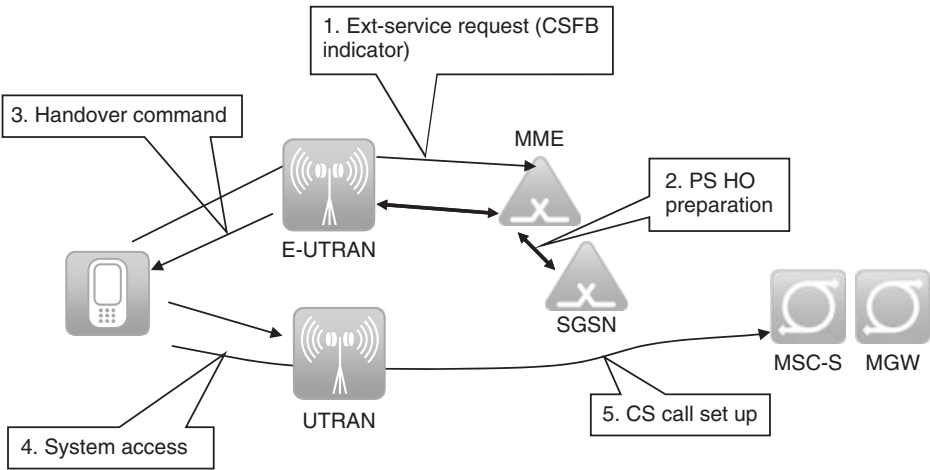 1. Ext-service request (CSFB
indicator)
3. Handover command
MME
2. PS HO
preparation
E-UTRAN
SGSN
MSC-S
MGW
UTRAN
5. CS call set up
4. System access